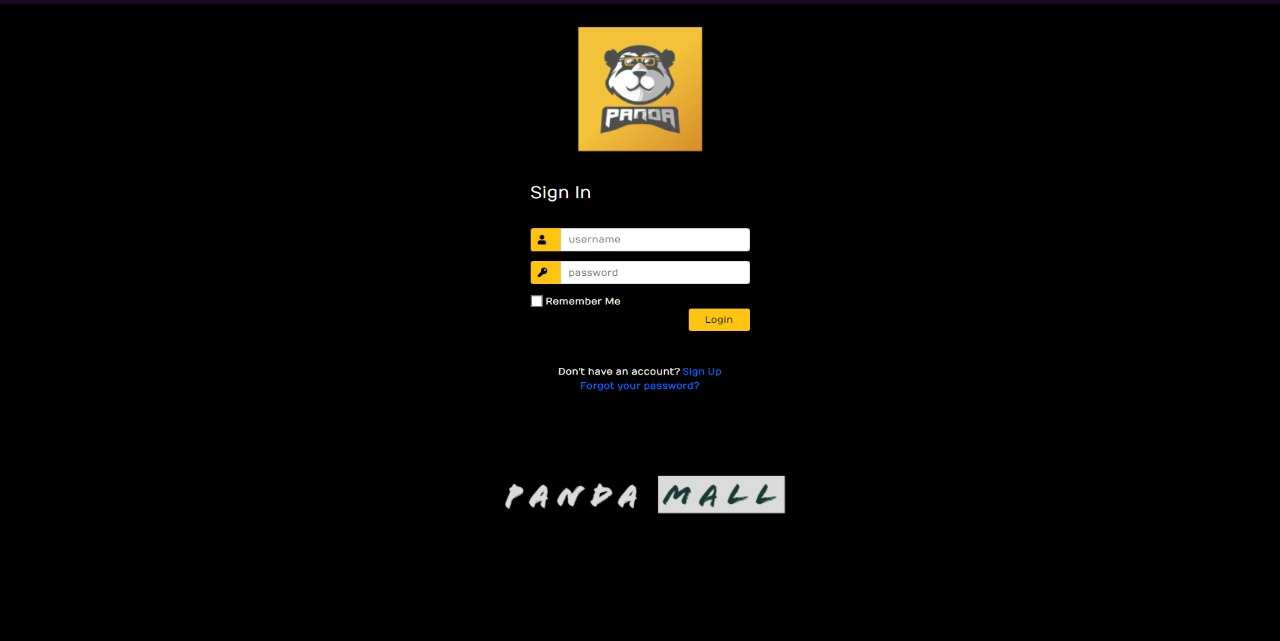 PANDA
Sign In
username
password
Remember Me
Login
Don't have an account? Sign Up
Forgot your password?
PANDA MALL